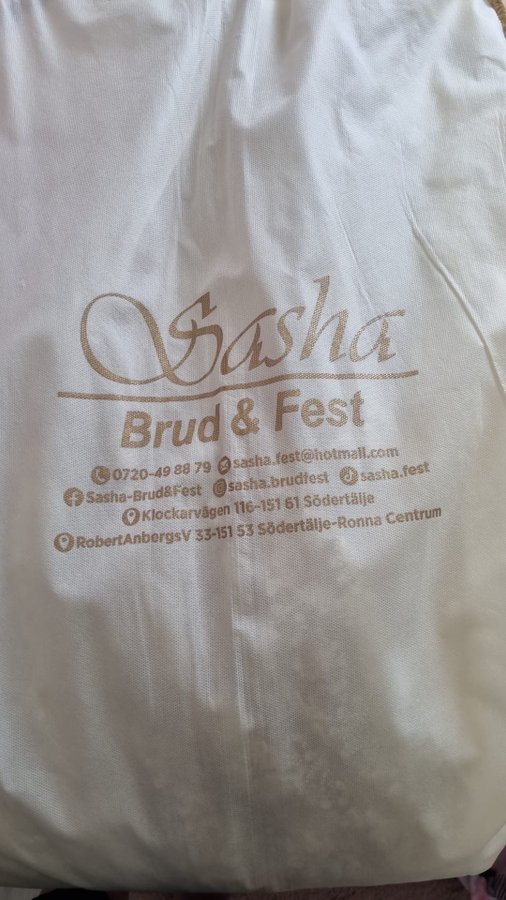 Sasha
Brud & Fest
0720-49 88 79 sasha.fest@hotmail.com
Sasha-Brud&Fest sasha.brudfest sasha.fest
Klockarvägen 116-151 61 Södertälje
RobertAnbergsV 33-151 53 Södertälje-Ronna Centrum